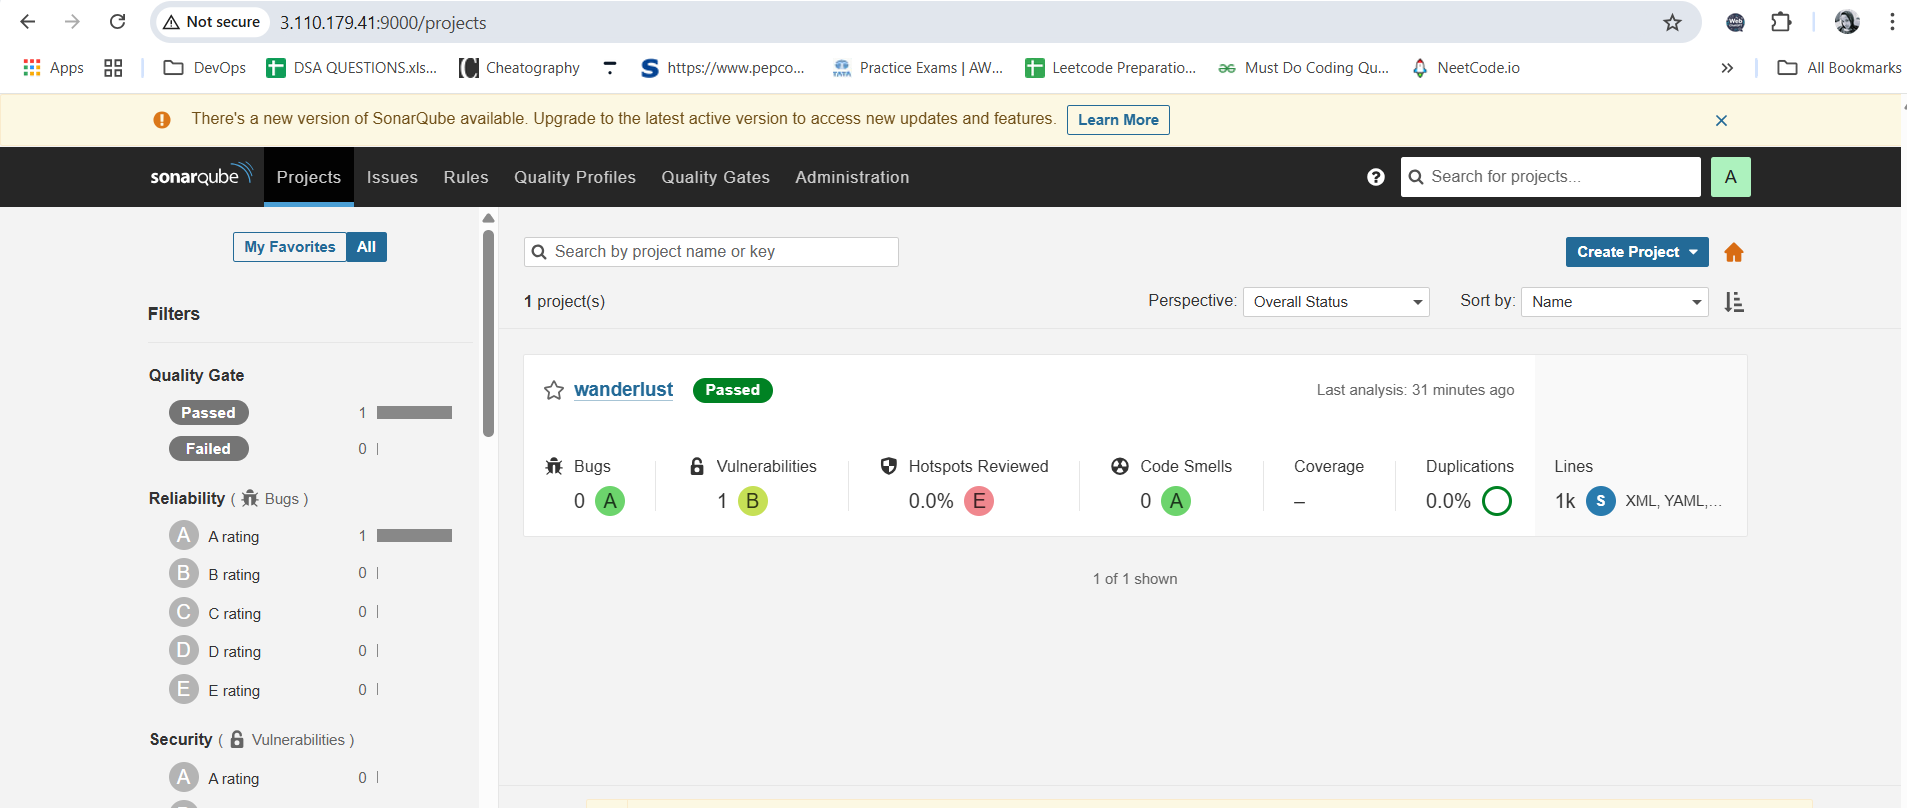 Not secure 3.110.179.41:9000/projects
Apps DevOps DSA QUESTIONS.xls... Cheatography https://www.pepco... Practice Exams | AW... Leetcode Preparatio... Must Do Coding Qu... NeetCode.io » All Bookmarks
There's a new version of SonarQube available. Upgrade to the latest active version to access new updates and features. Learn More
sonarqube Projects Issues Rules Quality Profiles Quality Gates Administration Search for projects... A
My Favorites All
Search by project name or key
Create Project
1 project(s)
Perspective: Overall Status Sort by: Name
Filters
Quality Gate
Passed 1
Failed 0
Reliability ( Bugs )
A A rating 1
B B rating 0
C C rating 0
D D rating 0
E E rating 0
Security ( Vulnerabilities )
A A rating 0
wanderlust Passed Last analysis: 31 minutes ago
Bugs Vulnerabilities Hotspots Reviewed Code Smells Coverage Duplications Lines
0 A 1 B 0.0% E 0 A – 0.0% 1k S XML, YAML,...
1 of 1 shown